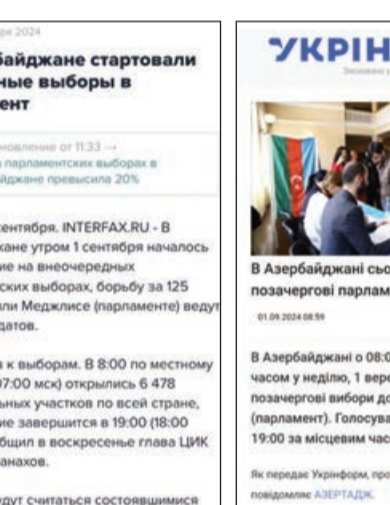 2024
байджане стартовали
ные выборы в
ент
новление от 11:33 →
парламентских выборах в
йджане превысила 20%
сентября. INTERFAX.RU - В
жане утром 1 сентября началось
ие на внеочередных
ских выборах, борьбу за 125
ли Меджлисе (парламенте) ведут
датов.
к выборам. В 8:00 по местному
07:00 мск) открылись 6 478
ьных участков по всей стране,
ие завершится в 19:00 (18:00
бщил в воскресенье глава ЦИК
анахов.
удут считаться состоявшимися
УКРІН
В Азербайджані сьо
позачергові парлам
01.09.2024 08:59
В Азербайджані о 08:0
часом у неділю, 1 вере
позачергові вибори до
(парламент). Голосува
19:00 за місцевим час
Як передає Укрінформ, про
повідомляє АЗЕРТАДЖ.